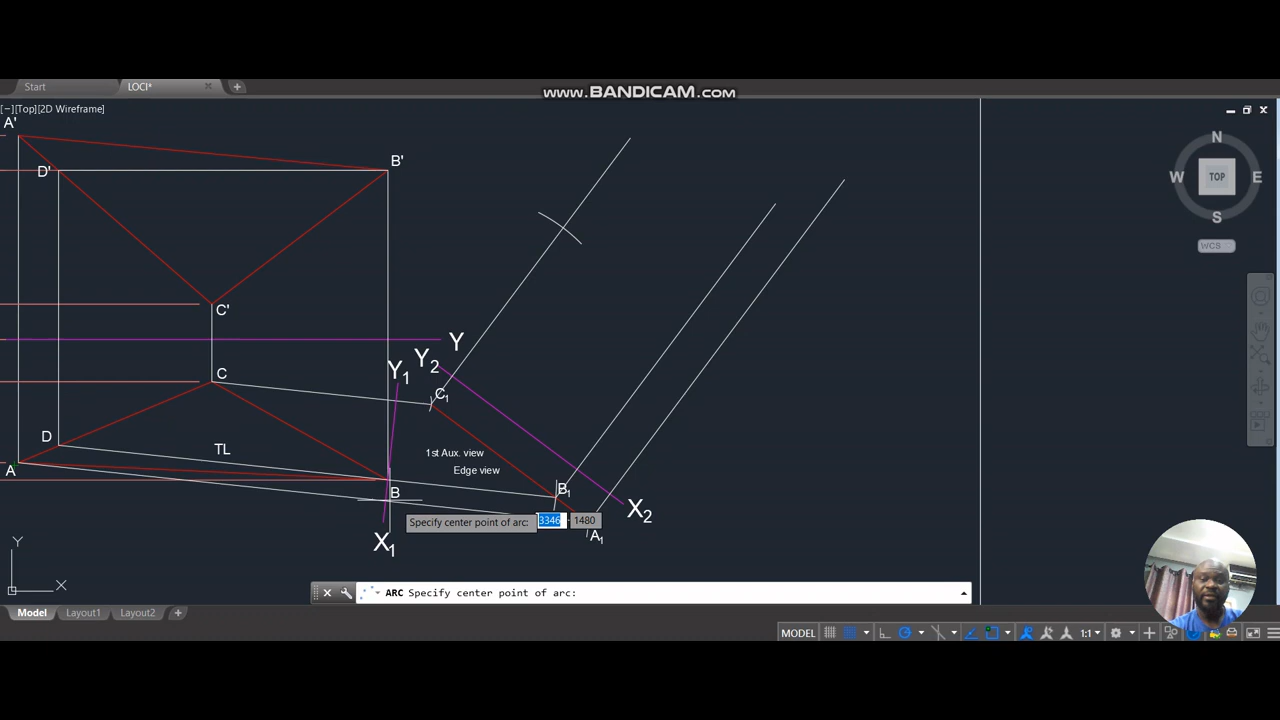 www.BANDICAM.com
Start
LOCI*
[−][Top][2D Wireframe]
A'
B'
D'
C'
Y
Y2
Y1
C
C1
D
TL
1st Aux. view
Edge view
A
B
B1
X2
A1
X1
Specify center point of arc: 3346 1480
N
W TOP E
S
WCS
Y
X
ARC Specify center point of arc:
Model Layout1 Layout2
MODEL 1:1